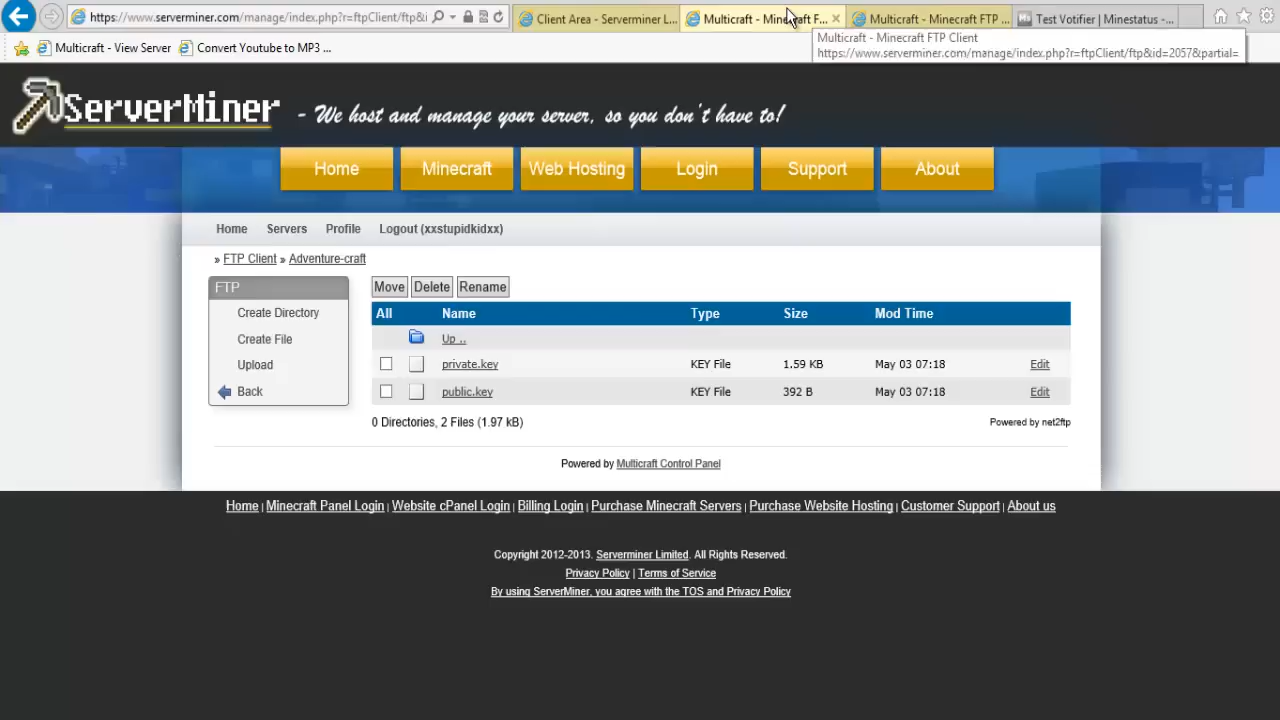 https://www.serverminer.com/manage/index.php?r=ftpClient/ftp&i
Client Area - Serverminer L...
Multicraft - Minecraft F...
Multicraft - Minecraft FTP ...
Test Votifier | Minestatus -...
Multicraft - View Server
Convert Youtube to MP3 ...
Multicraft - Minecraft FTP Client
https://www.serverminer.com/manage/index.php?r=ftpClient/ftp&id=2057&partial=
ServerMiner - We host and manage your server, so you don't have to!
Home Minecraft Web Hosting Login Support About
Home Servers Profile Logout (xxstupidkidxx)
» FTP Client » Adventure-craft
FTP
Create Directory
Create File
Upload
Back
Move Delete Rename
All Name Type Size Mod Time
Up ..
private.key KEY File 1.59 KB May 03 07:18 Edit
public.key KEY File 392 B May 03 07:18 Edit
0 Directories, 2 Files (1.97 kB)
Powered by net2ftp
Powered by Multicraft Control Panel
Home | Minecraft Panel Login | Website cPanel Login | Billing Login | Purchase Minecraft Servers | Purchase Website Hosting | Customer Support | About us
Copyright 2012-2013. Serverminer Limited. All Rights Reserved.
Privacy Policy | Terms of Service
By using ServerMiner, you agree with the TOS and Privacy Policy